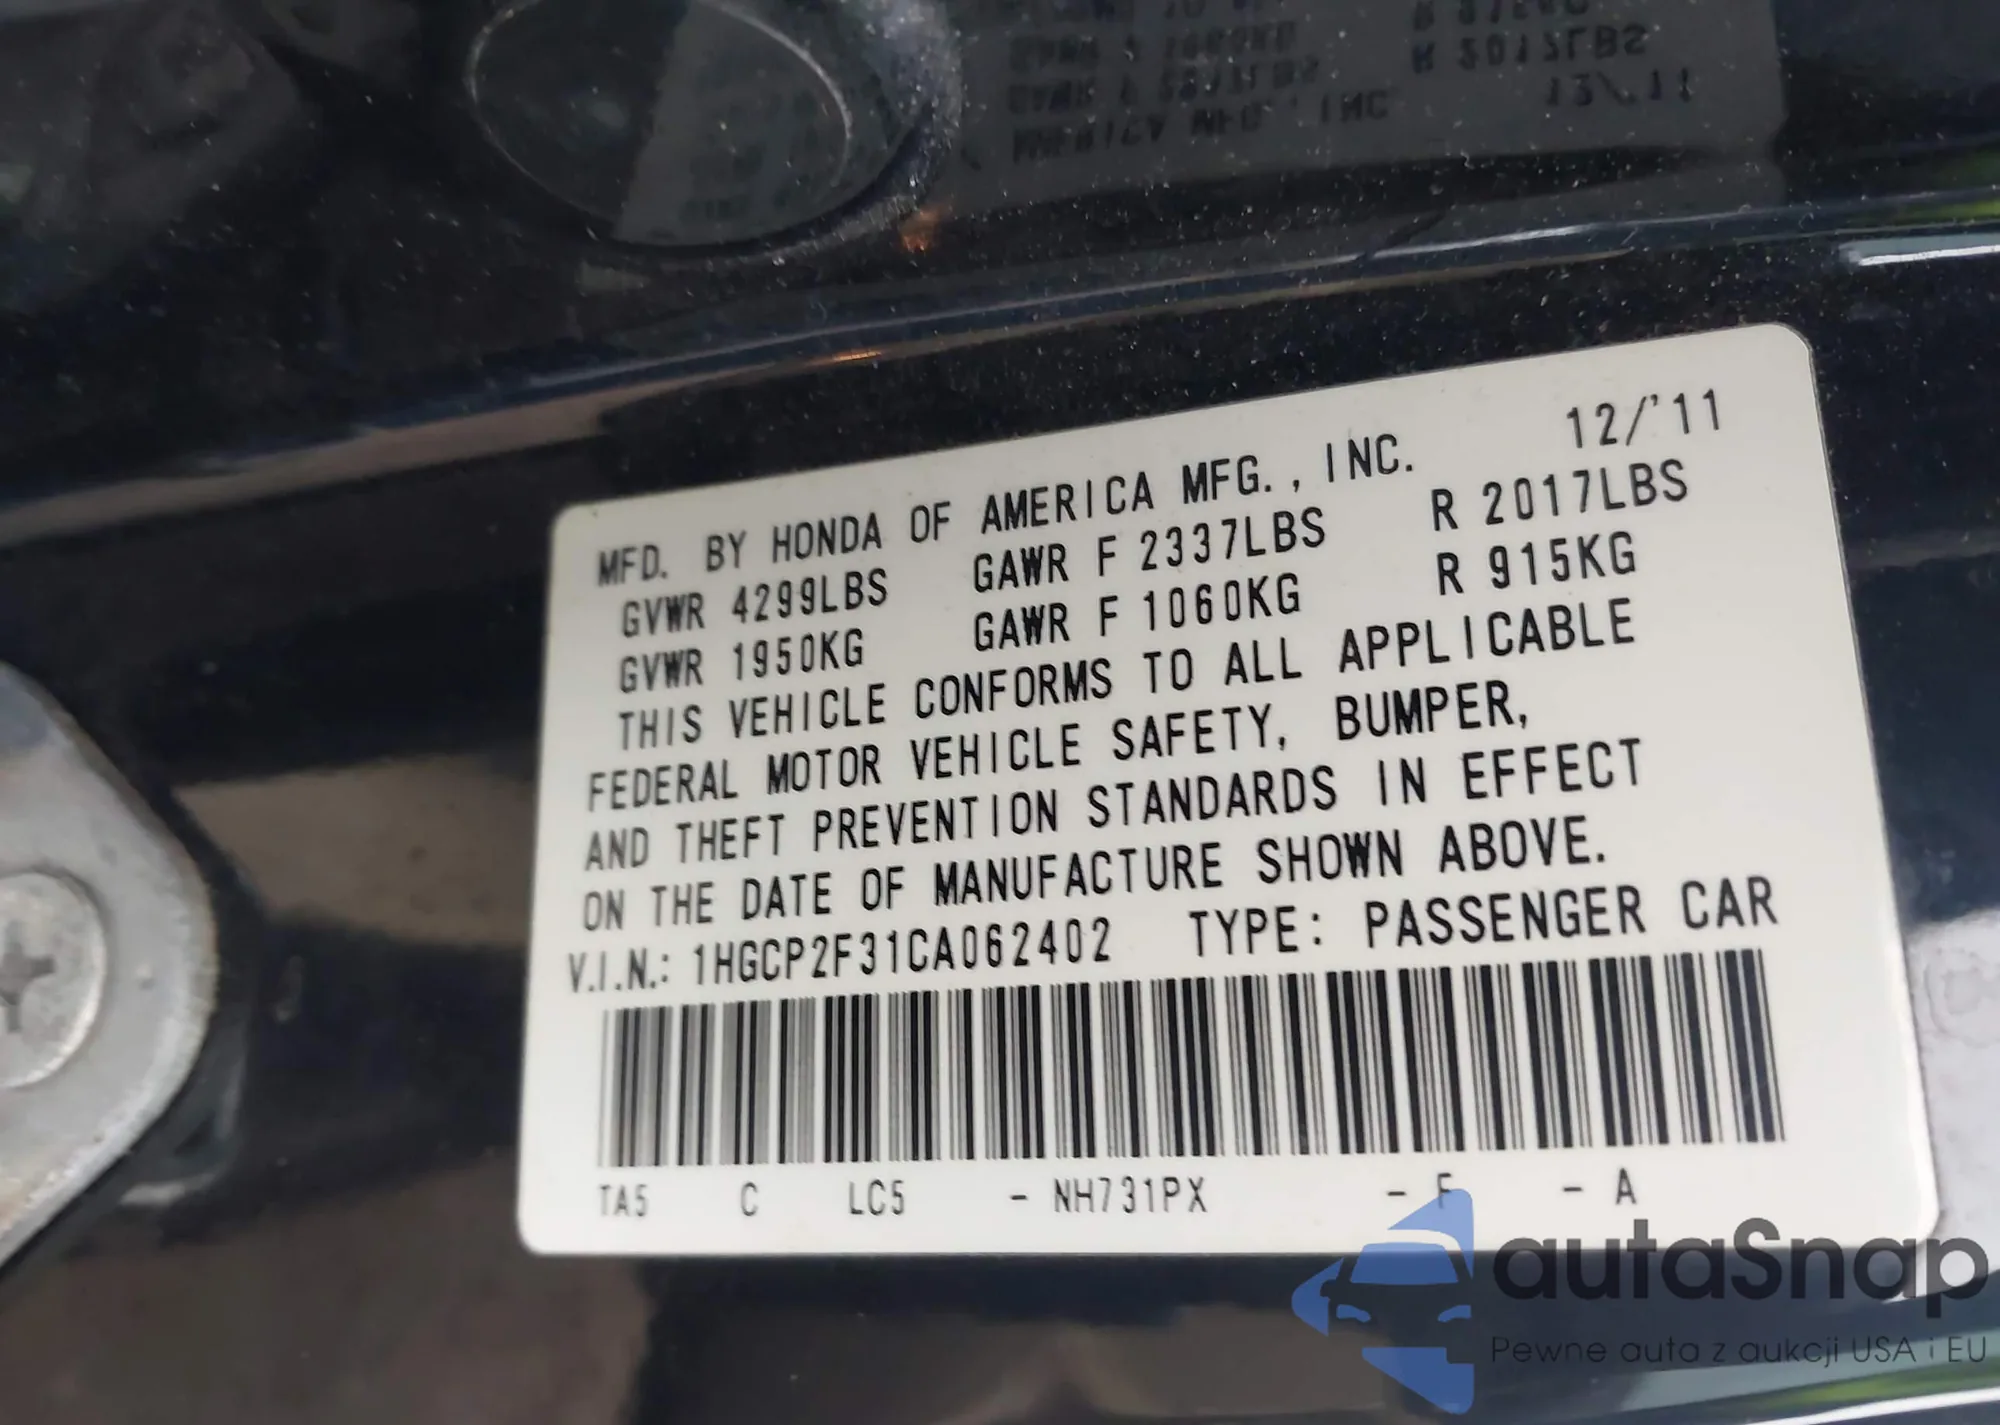 MFD. BY HONDA OF AMERICA MFG., INC. 12/'11
GVWR 4299LBS GAWR F 2337LBS R 2017LBS
GVWR 1950KG GAWR F 1060KG R 915KG
THIS VEHICLE CONFORMS TO ALL APPLICABLE
FEDERAL MOTOR VEHICLE SAFETY, BUMPER,
AND THEFT PREVENTION STANDARDS IN EFFECT
ON THE DATE OF MANUFACTURE SHOWN ABOVE.
V.I.N.: 1HGCP2F31CA062402 TYPE: PASSENGER CAR
TA5 C LC5 - NH731PX - F - A
autaSnap
Pewne auta z aukcji USA i EU